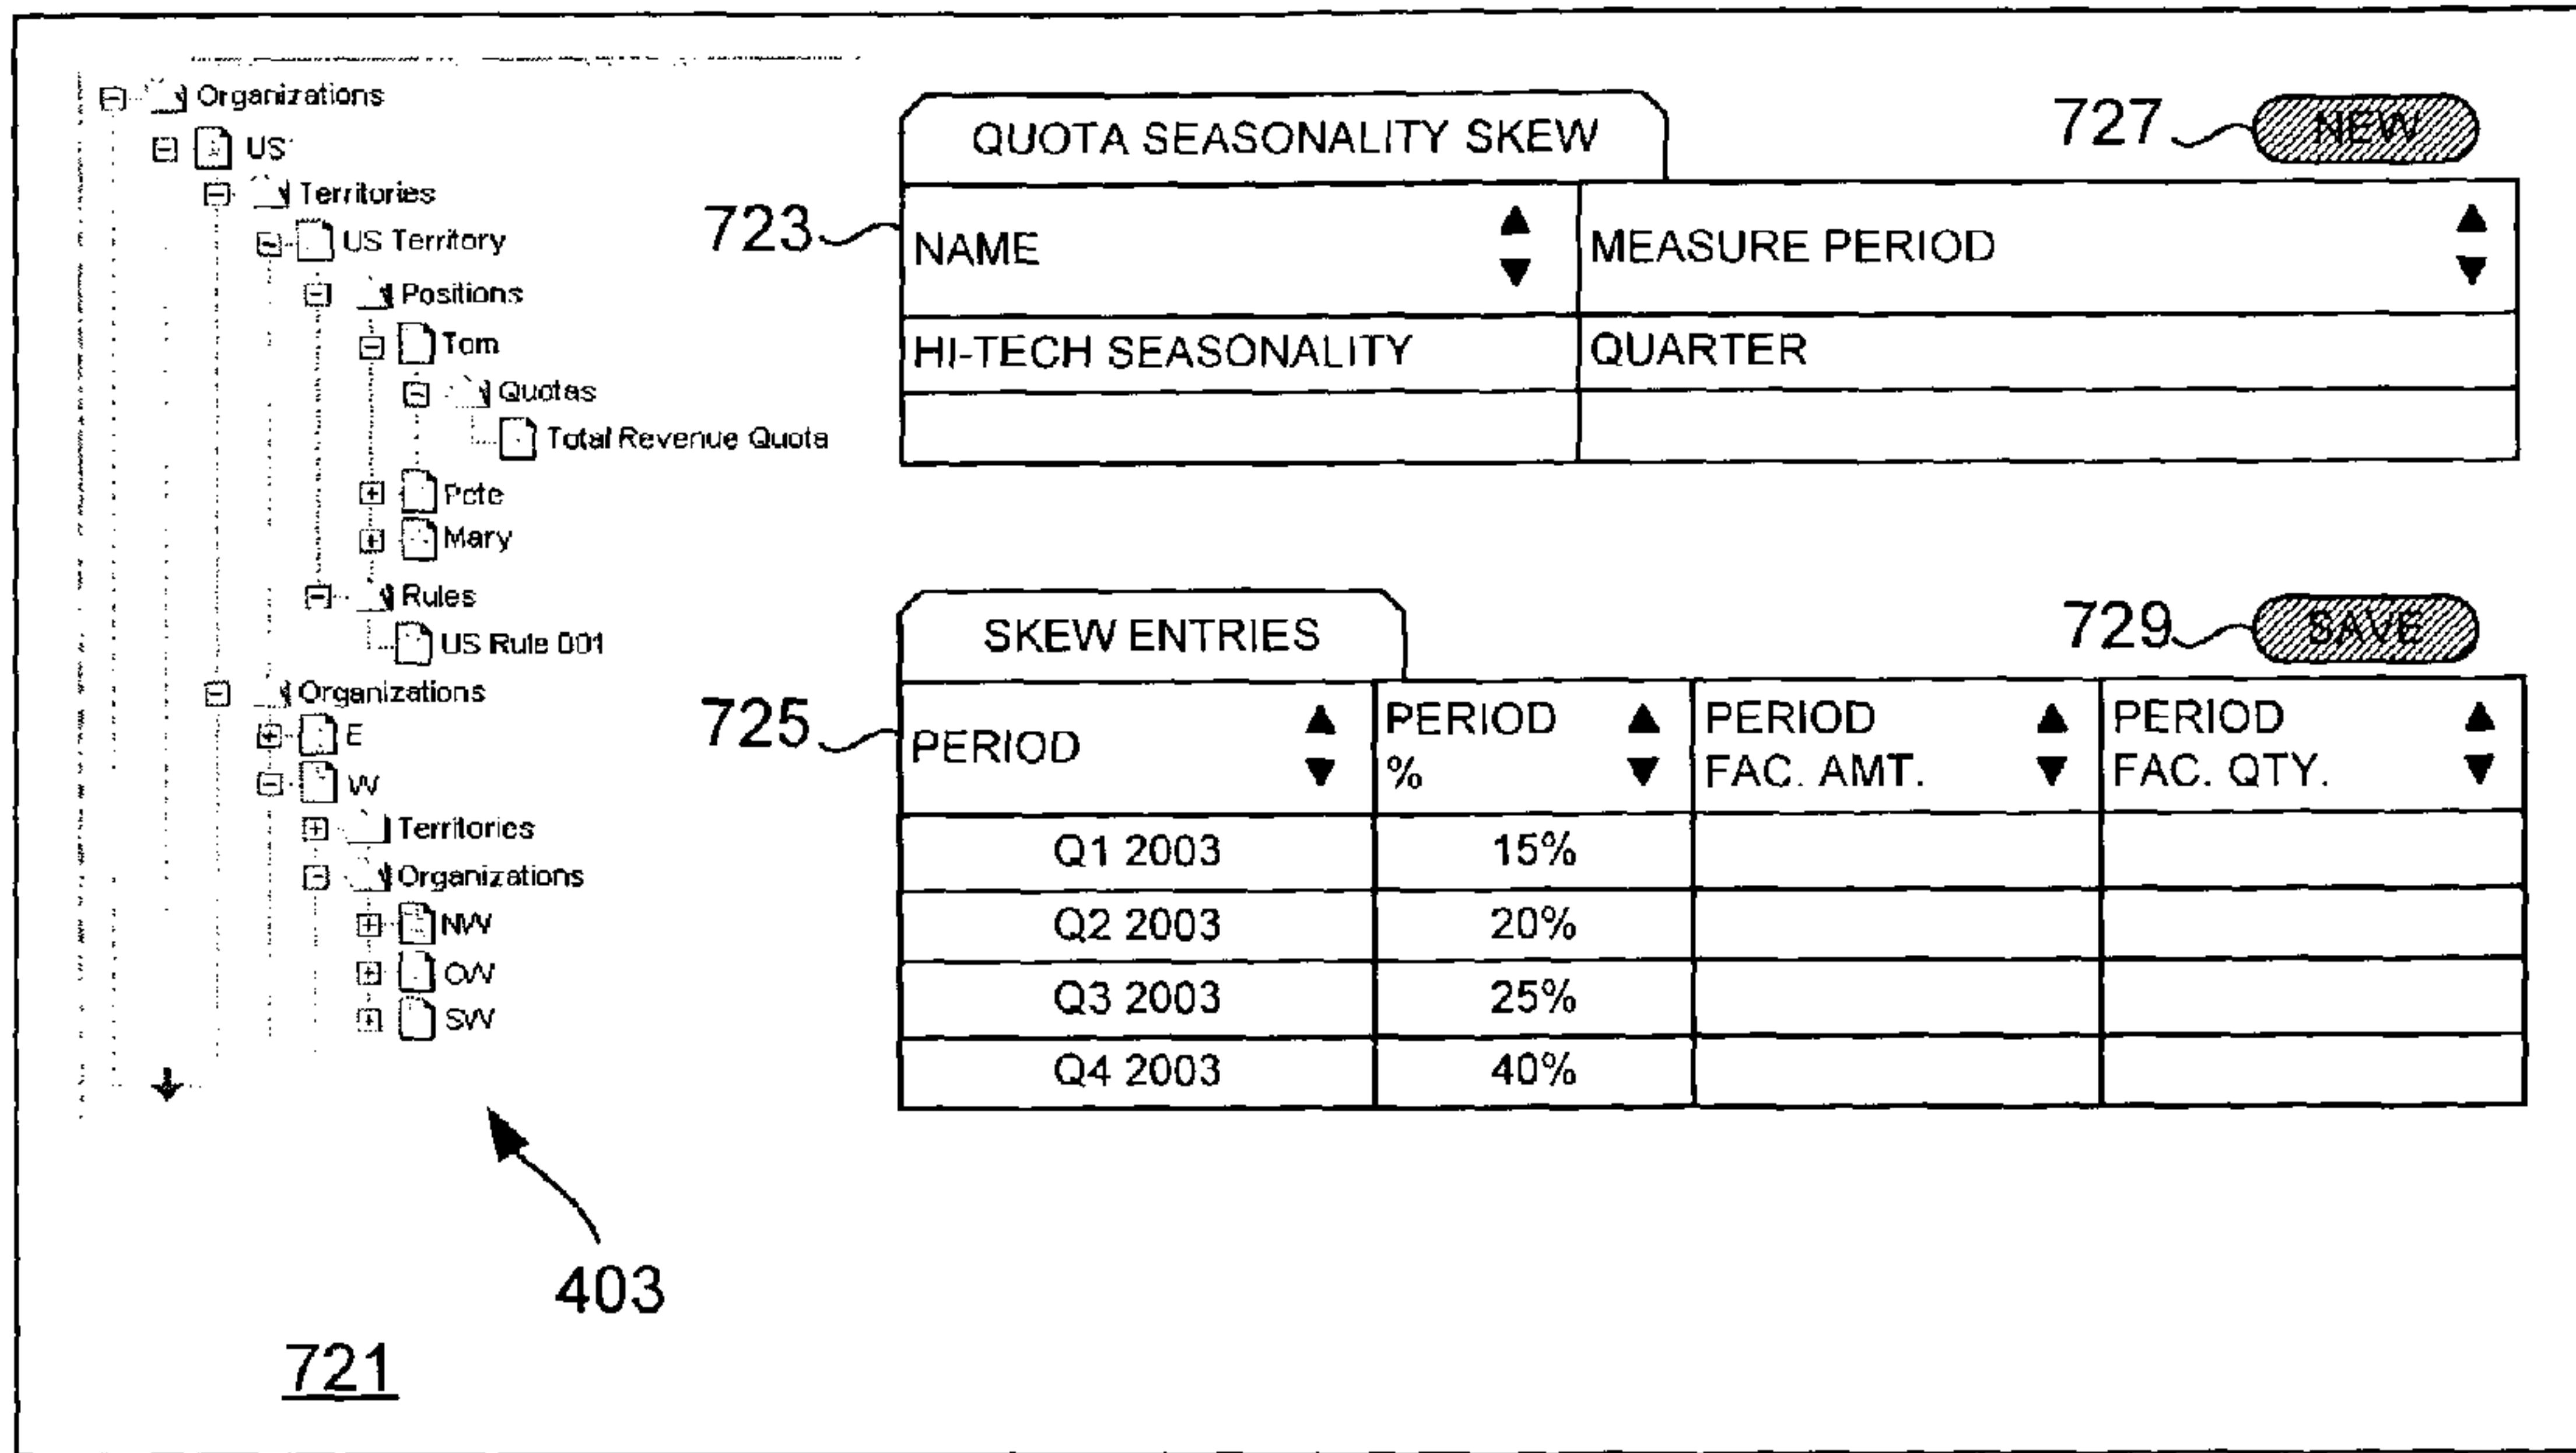 Organizations
US
Territories
US Territory
Positions
Tom
Quotas
Total Revenue Quota
Pete
Mary
Rules
US Rule 001
Organizations
E
W
Territories
Organizations
NW
SW
403
721
QUOTA SEASONALITY SKEW
727
NEW
723
NAME
MEASURE PERIOD
HI-TECH SEASONALITY
QUARTER
SKEW ENTRIES
729
SAVE
725
PERIOD
PERIOD
%
PERIOD
FAC. AMT.
PERIOD
FAC. QTY.
Q1 2003 15%
Q2 2003 20%
Q3 2003 25%
Q4 2003 40%